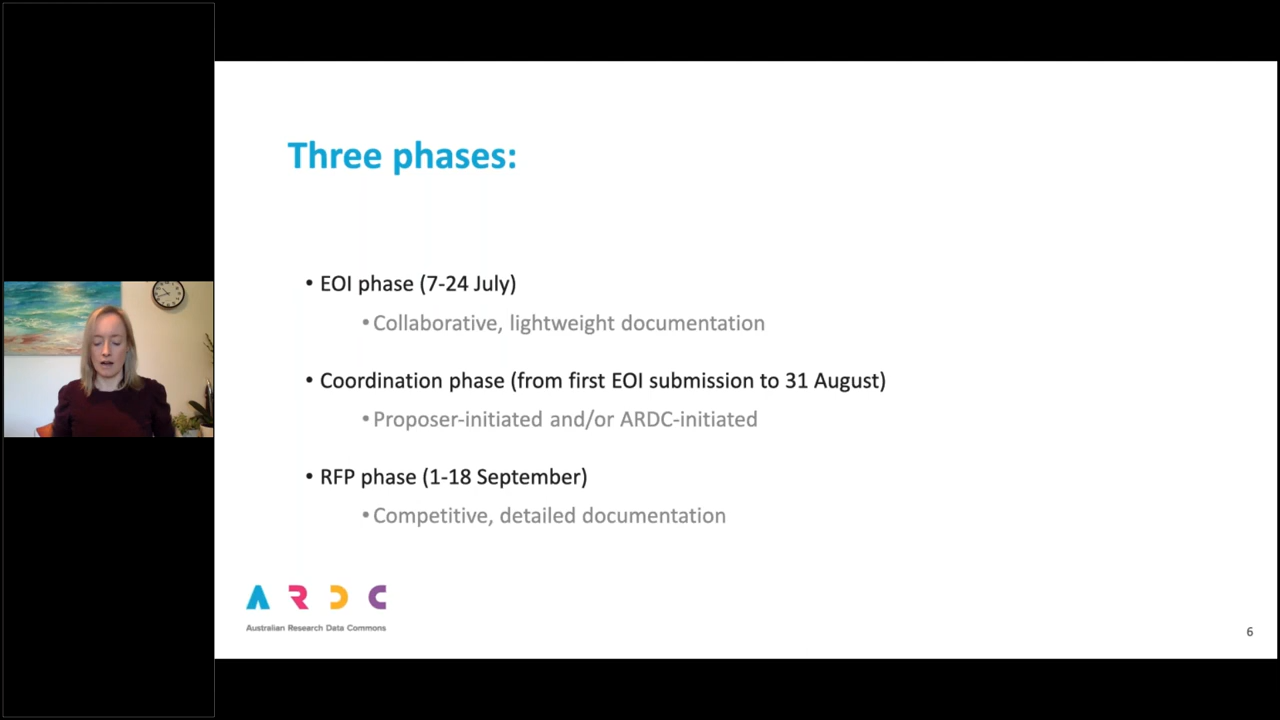 Three phases:
• EOI phase (7-24 July)
• Collaborative, lightweight documentation
• Coordination phase (from first EOI submission to 31 August)
• Proposer-initiated and/or ARDC-initiated
• RFP phase (1-18 September)
• Competitive, detailed documentation
ARDC
Australian Research Data Commons
6